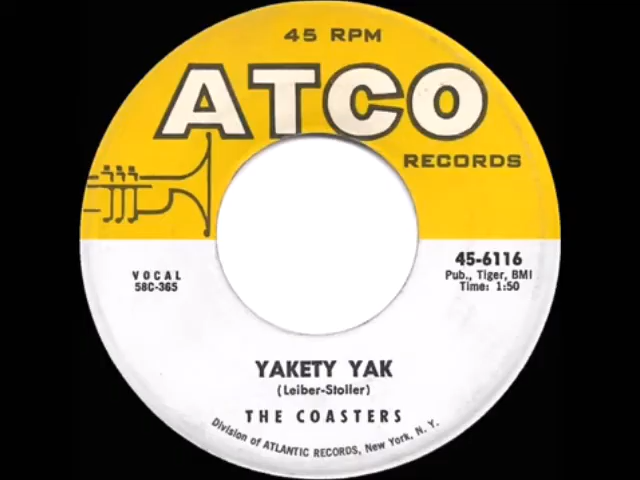 45 RPM
ATCO
RECORDS
45-6116
Pub., Tiger, BMI
Time: 1:50
VOCAL
58C-365
YAKETY YAK
(Leiber-Stoller)
THE COASTERS
Division of ATLANTIC RECORDS, New York, N. Y.